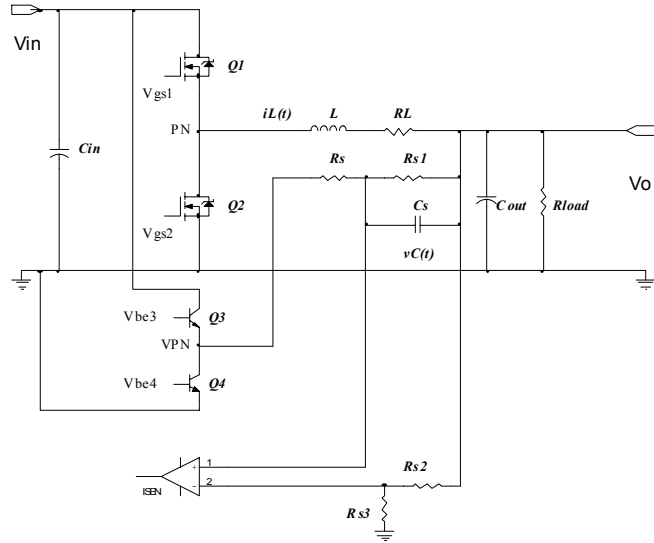 Vin
Q1
Vgs1
iL(t) L RL
PN
Cin
Rs Rs1
Vo
Q2
Cs
Cout Rload
Vgs2
vC(t)
Vbe3 Q3
VPN
Vbe4 Q4
1
+
Rs2
2
-
ISEN
Rs3